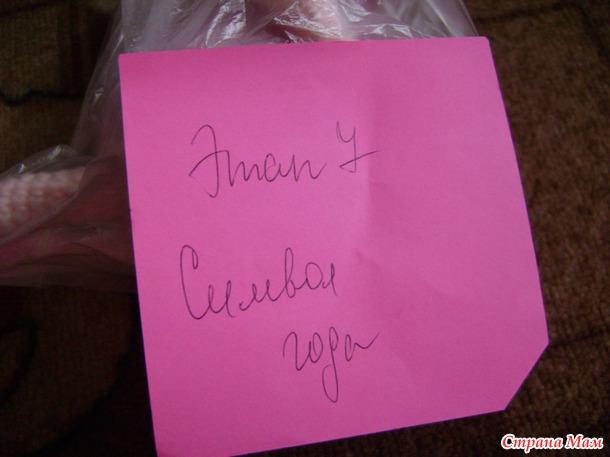 Этап 7
Символ
года
Страна Мам